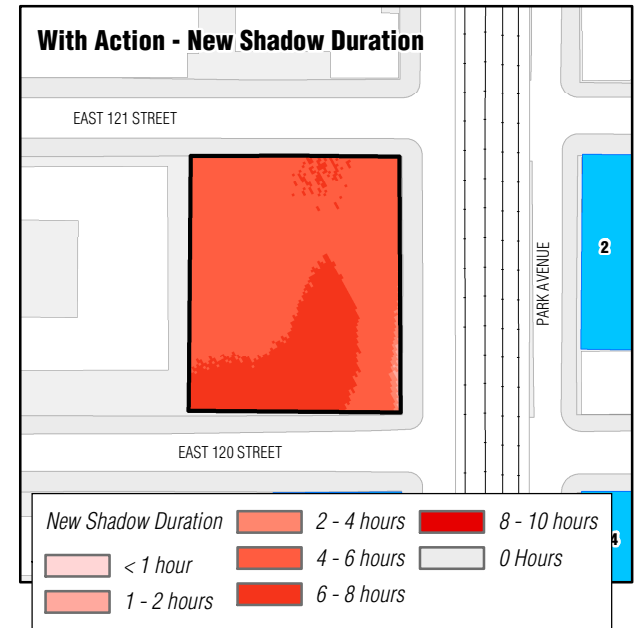 With Action - New Shadow Duration
EAST 121 STREET
2
PARK AVENUE
EAST 120 STREET
4
New Shadow Duration
< 1 hour
1 - 2 hours
2 - 4 hours
4 - 6 hours
6 - 8 hours
8 - 10 hours
0 Hours